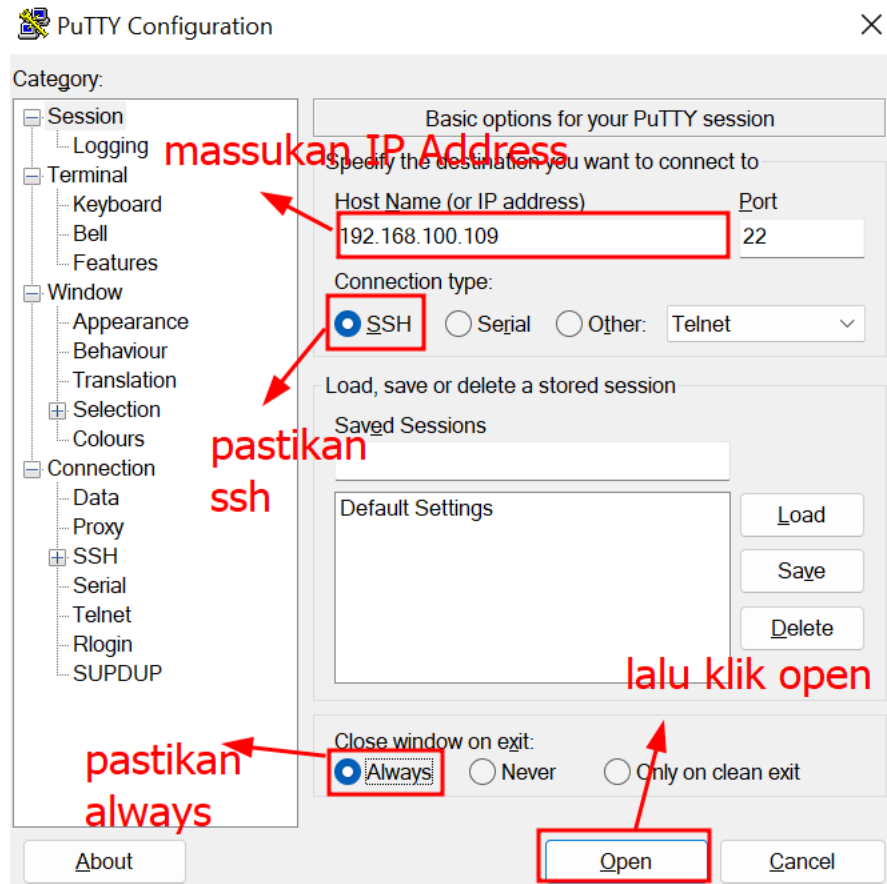 PuTTY Configuration
Category:
Session
Logging
Terminal
Keyboard
Bell
Features
Window
Appearance
Behaviour
Translation
Selection
Colours
Connection
Data
Proxy
SSH
Serial
Telnet
Rlogin
SUPDUP
Basic options for your PuTTY session
massukan IP Address
Specify the destination you want to connect to
Host Name (or IP address)
Port
192.168.100.109
22
Connection type:
SSH
Serial
Other:
Telnet
pastikan
ssh
Load, save or delete a stored session
Saved Sessions
Default Settings
Load
Save
Delete
lalu klik open
Close window on exit:
Always
Never
Only on clean exit
pastikan
always
About
Open
Cancel